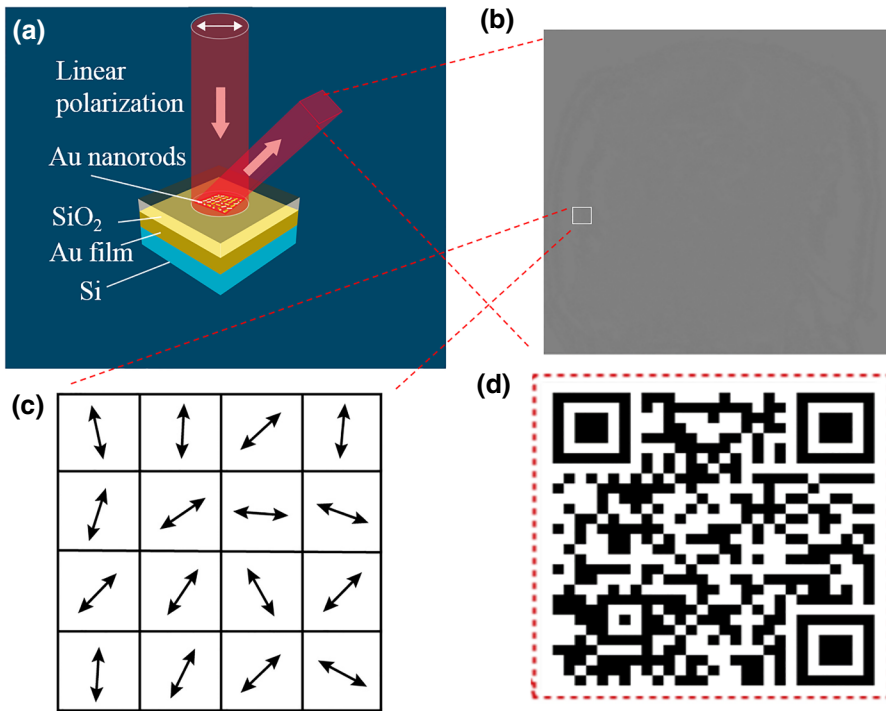 (a)
Linear
polarization
Au nanorods
SiO₂
Au film
Si
(b)
(c)
(d)